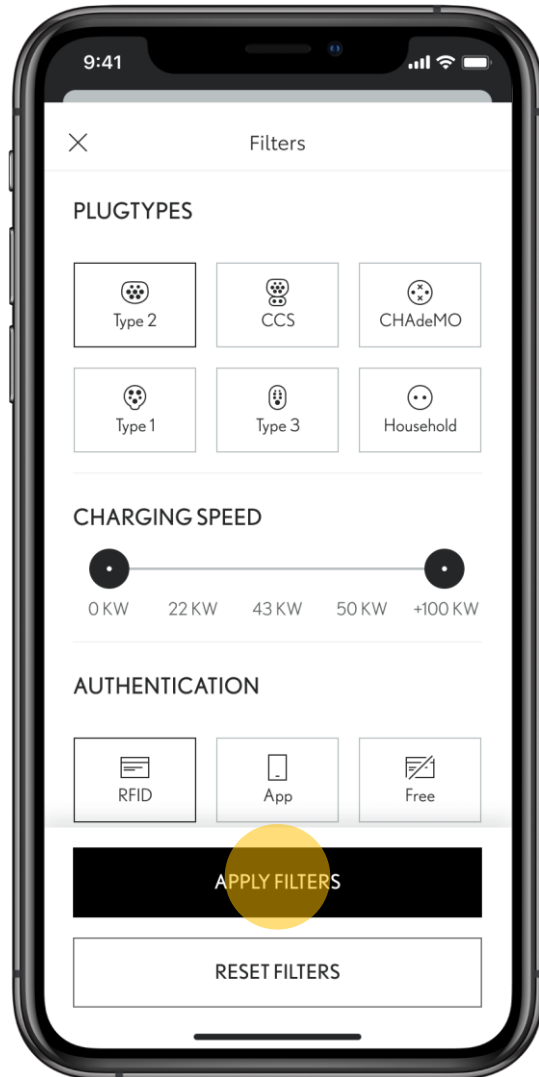 9:41
Filters
PLUGTYPES
Type 2 CCS CHAdeMO
Type 1 Type 3 Household
CHARGING SPEED
0 KW 22 KW 43 KW 50 KW +100 KW
AUTHENTICATION
RFID App Free
APPLY FILTERS
RESET FILTERS